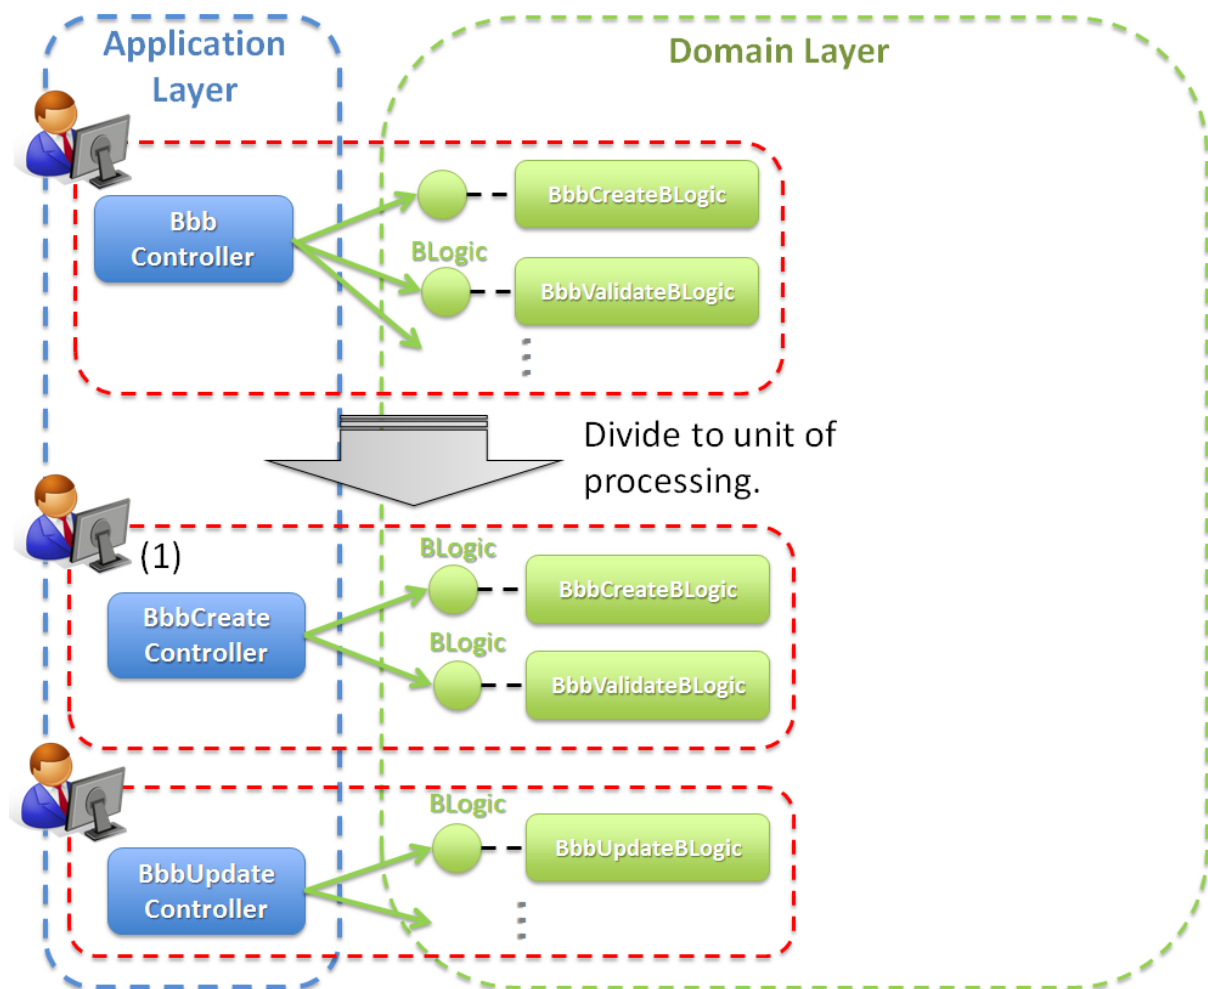 Application
Layer
Domain Layer
BbbCreateBLogic
Bbb
Controller
BLogic
BbbValidateBLogic
Divide to unit of
processing.
(1)
BLogic
BbbCreateBLogic
BbbCreate
Controller
BLogic
BbbValidateBLogic
BLogic
BbbUpdateBLogic
BbbUpdate
Controller